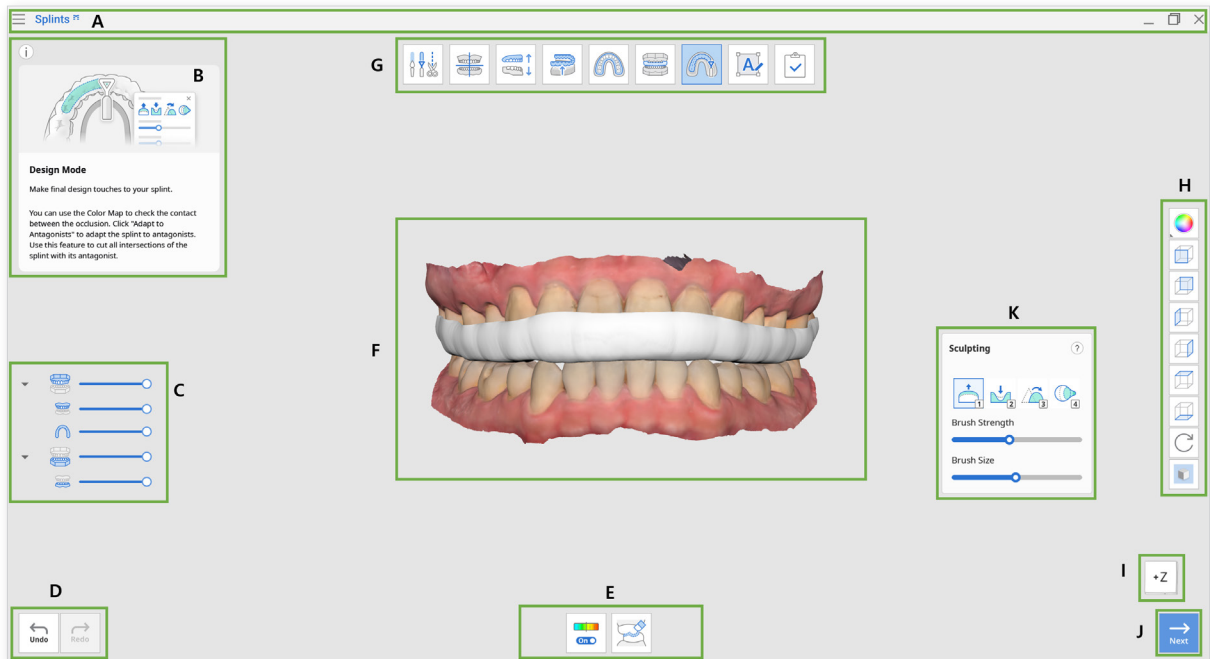 Splints
A
B
Design Mode
Make final design touches to your splint.
You can use the Color Map to check the contact
between the occlusion. Click "Adapt to
Antagonists" to adapt the splint to antagonists.
Use this feature to cut all intersections of the
splint with its antagonist.
G
A
H
F
K
Sculpting
?
1
2
3
4
Brush Strength
Brush Size
C
D
Undo
Redo
E
On
I
+Z
J
Next